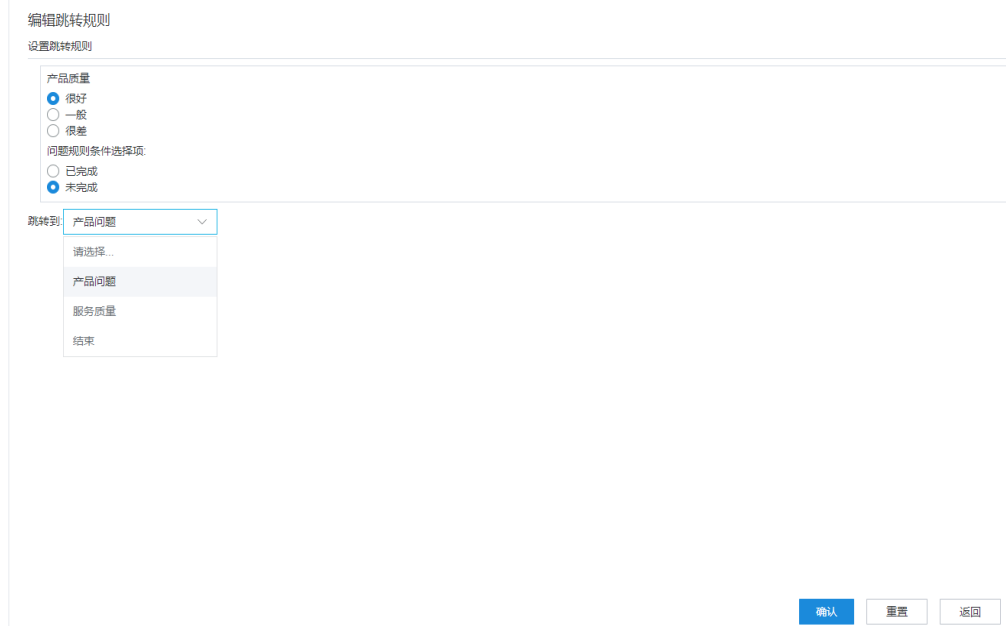 编辑跳转规则
设置跳转规则
产品质量
很好
一般
很差
问题规则条件选择项:
已完成
未完成
跳转到: 产品问题
请选择...
产品问题
服务质量
结束
确认 重置 返回